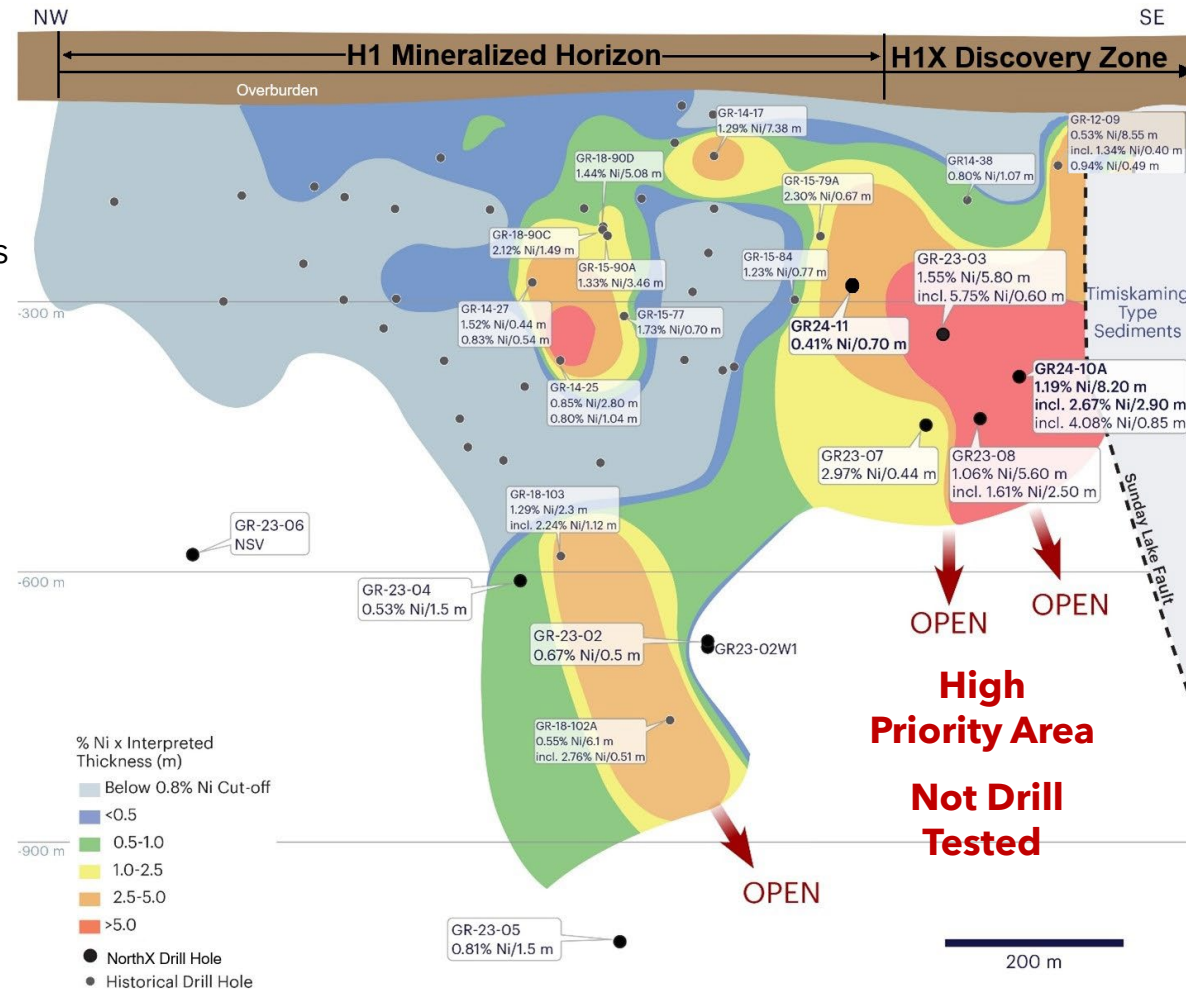 NW
SE
H1 Mineralized Horizon
H1X Discovery Zone
Overburden
GR-14-17
1.29% Ni/7.38 m
GR-12-09
0.53% Ni/8.55 m
incl. 1.34% Ni/0.40 m
0.94% Ni/0.49 m
GR-18-90D
1.44% Ni/5.08 m
GR14-38
0.80% Ni/1.07 m
GR-15-79A
2.30% Ni/0.67 m
GR-18-90C
2.12% Ni/1.49 m
S
GR-15-90A
1.33% Ni/3.46 m
GR-15-84
1.23% Ni/0.77 m
GR-23-03
1.55% Ni/5.80 m
incl. 5.75% Ni/0.60 m
-300 m
GR-14-27
1.52% Ni/0.44 m
0.83% Ni/0.54 m
GR-15-77
1.73% Ni/0.70 m
GR24-11
0.41% Ni/0.70 m
Timiskaming
Type
Sediments
GR-14-25
0.85% Ni/2.80 m
0.80% Ni/1.04 m
GR24-10A
1.19% Ni/8.20 m
incl. 2.67% Ni/2.90 m
incl. 4.08% Ni/0.85 m
GR23-07
2.97% Ni/0.44 m
GR23-08
1.06% Ni/5.60 m
incl. 1.61% Ni/2.50 m
Sunday Lake Fault
GR-18-103
1.29% Ni/2.3 m
incl. 2.24% Ni/1.12 m
GR-23-06
NSV
-600 m
GR-23-04
0.53% Ni/1.5 m
OPEN
OPEN
GR-23-02
0.67% Ni/0.5 m
GR23-02W1
High
Priority Area
Not Drill
Tested
GR-18-102A
0.55% Ni/6.1 m
incl. 2.76% Ni/0.51 m
% Ni x Interpreted
Thickness (m)
Below 0.8% Ni Cut-off
<0.5
0.5-1.0
-900 m
1.0-2.5
2.5-5.0
>5.0
NorthX Drill Hole
Historical Drill Hole
OPEN
GR-23-05
0.81% Ni/1.5 m
200 m